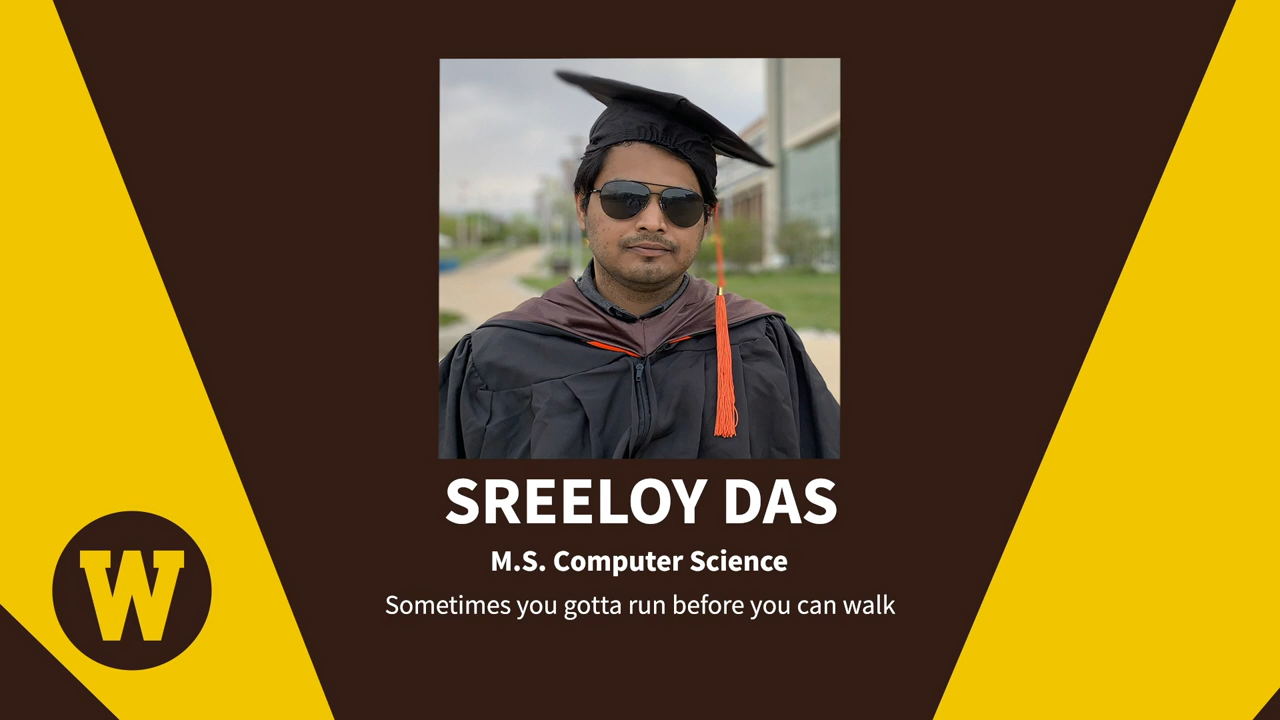 SREELOY DAS
M.S. Computer Science
Sometimes you gotta run before you can walk
W